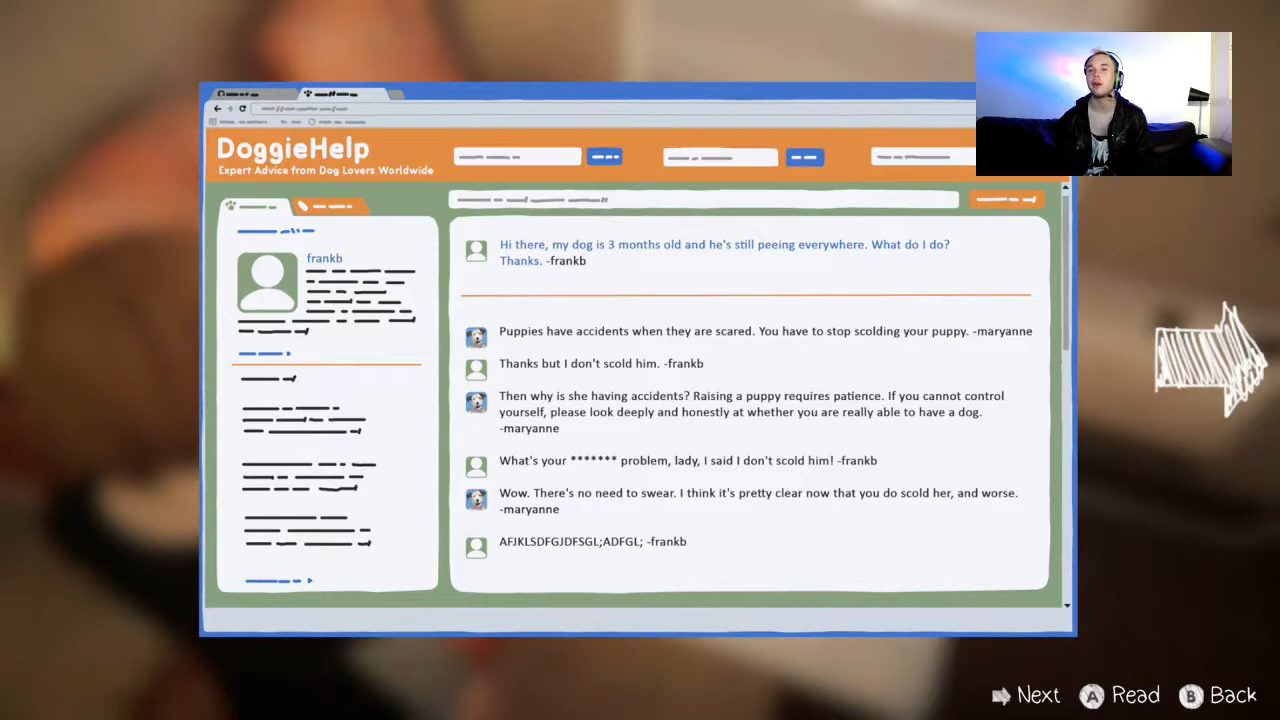 DoggieHelp
Expert Advice from Dog Lovers Worldwide
frankb
Hi there, my dog is 3 months old and he's still peeing everywhere. What do I do?
Thanks. -frankb
Puppies have accidents when they are scared. You have to stop scolding your puppy. -maryanne
Thanks but I don't scold him. -frankb
Then why is she having accidents? Raising a puppy requires patience. If you cannot control
yourself, please look deeply and honestly at whether you are really able to have a dog.
-maryanne
What's your ******* problem, lady, I said I don't scold him! -frankb
Wow. There's no need to swear. I think it's pretty clear now that you do scold her, and worse.
-maryanne
AFJKLSDFGJDFSGL;ADFGL; -frankb
Next A Read B Back